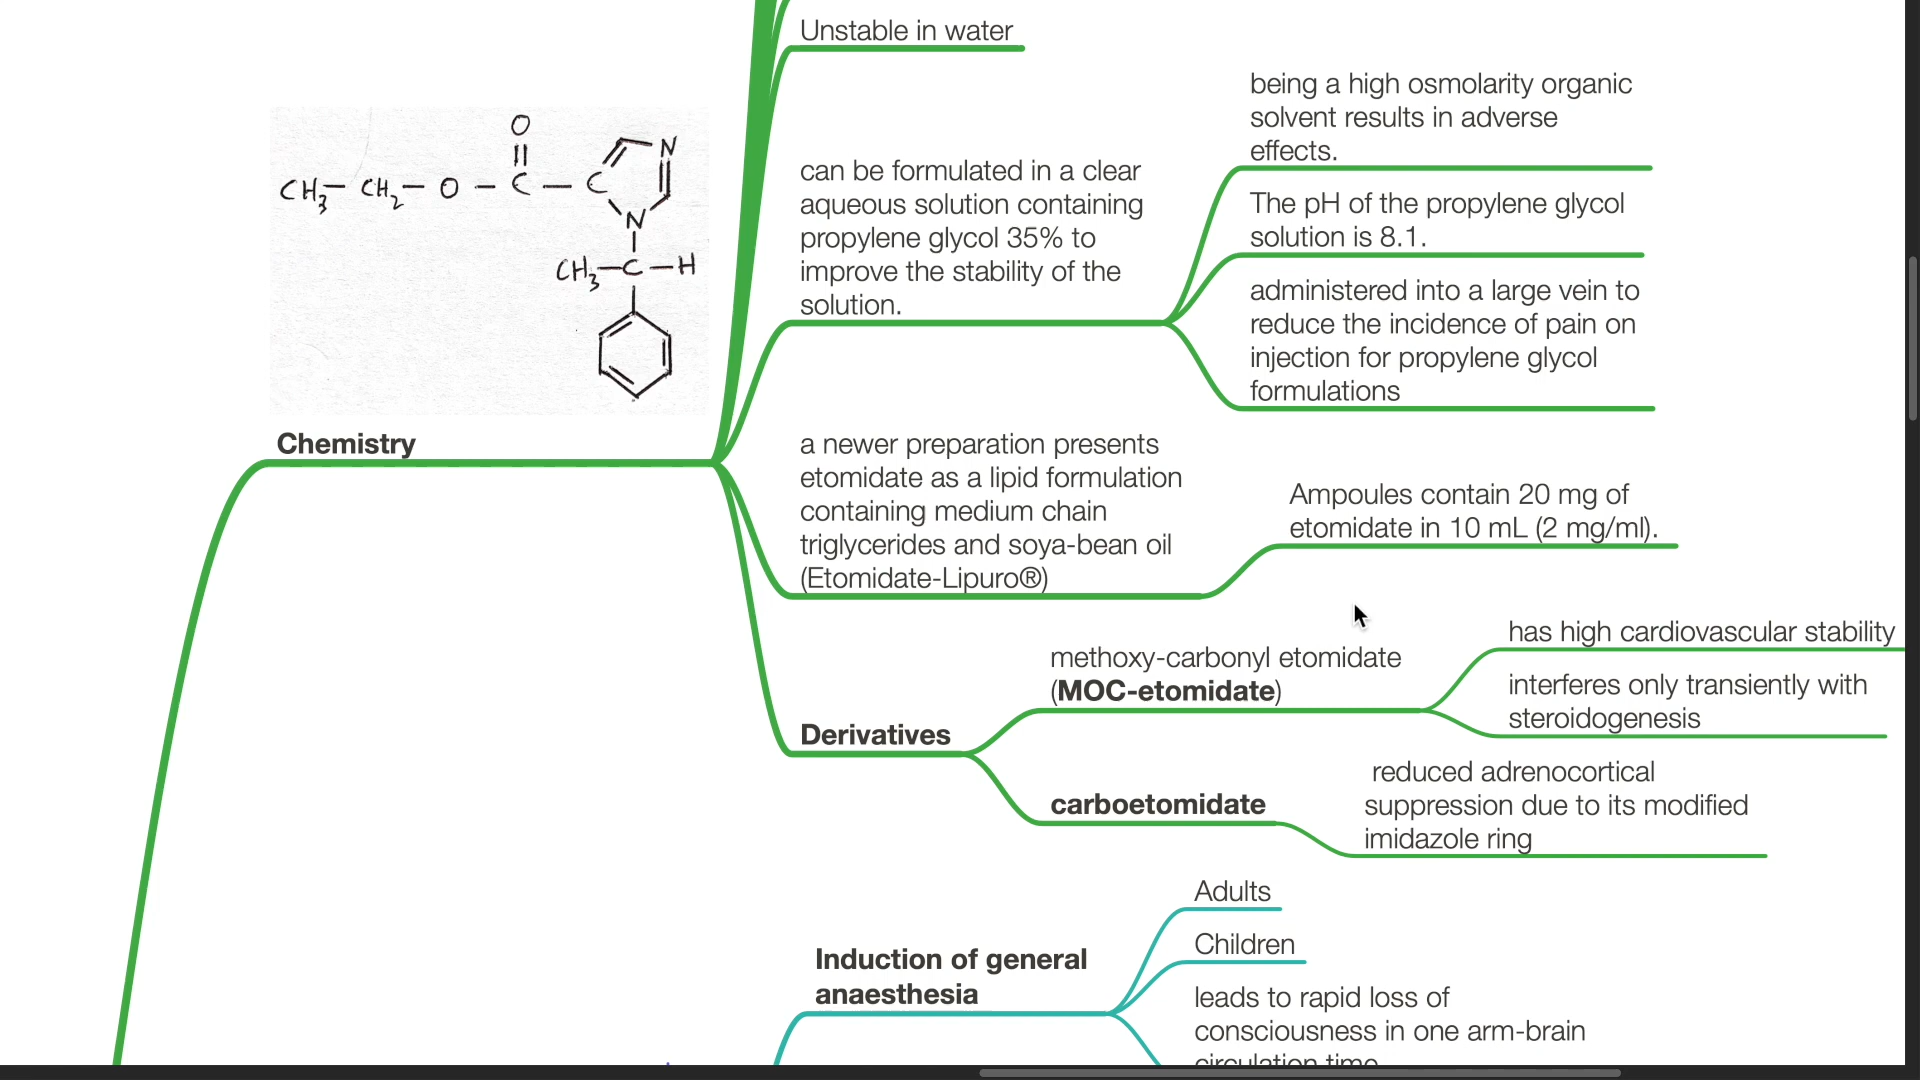 Unstable in water
being a high osmolarity organic
solvent results in adverse
effects.
can be formulated in a clear
aqueous solution containing
propylene glycol 35% to
improve the stability of the
solution.
The pH of the propylene glycol
solution is 8.1.
administered into a large vein to
reduce the incidence of pain on
injection for propylene glycol
formulations
O
CH3 — CH2 — O — C — C
N
N
CH3 — C — H
Chemistry
a newer preparation presents
etomidate as a lipid formulation
containing medium chain
triglycerides and soya-bean oil
(Etomidate-Lipuro®)
Ampoules contain 20 mg of
etomidate in 10 mL (2 mg/ml).
Derivatives
methoxy-carbonyl etomidate
(MOC-etomidate)
has high cardiovascular stability
interferes only transiently with
steroidogenesis
carboetomidate
reduced adrenocortical
suppression due to its modified
imidazole ring
Induction of general
anaesthesia
Adults
Children
leads to rapid loss of
consciousness in one arm-brain
circulation time